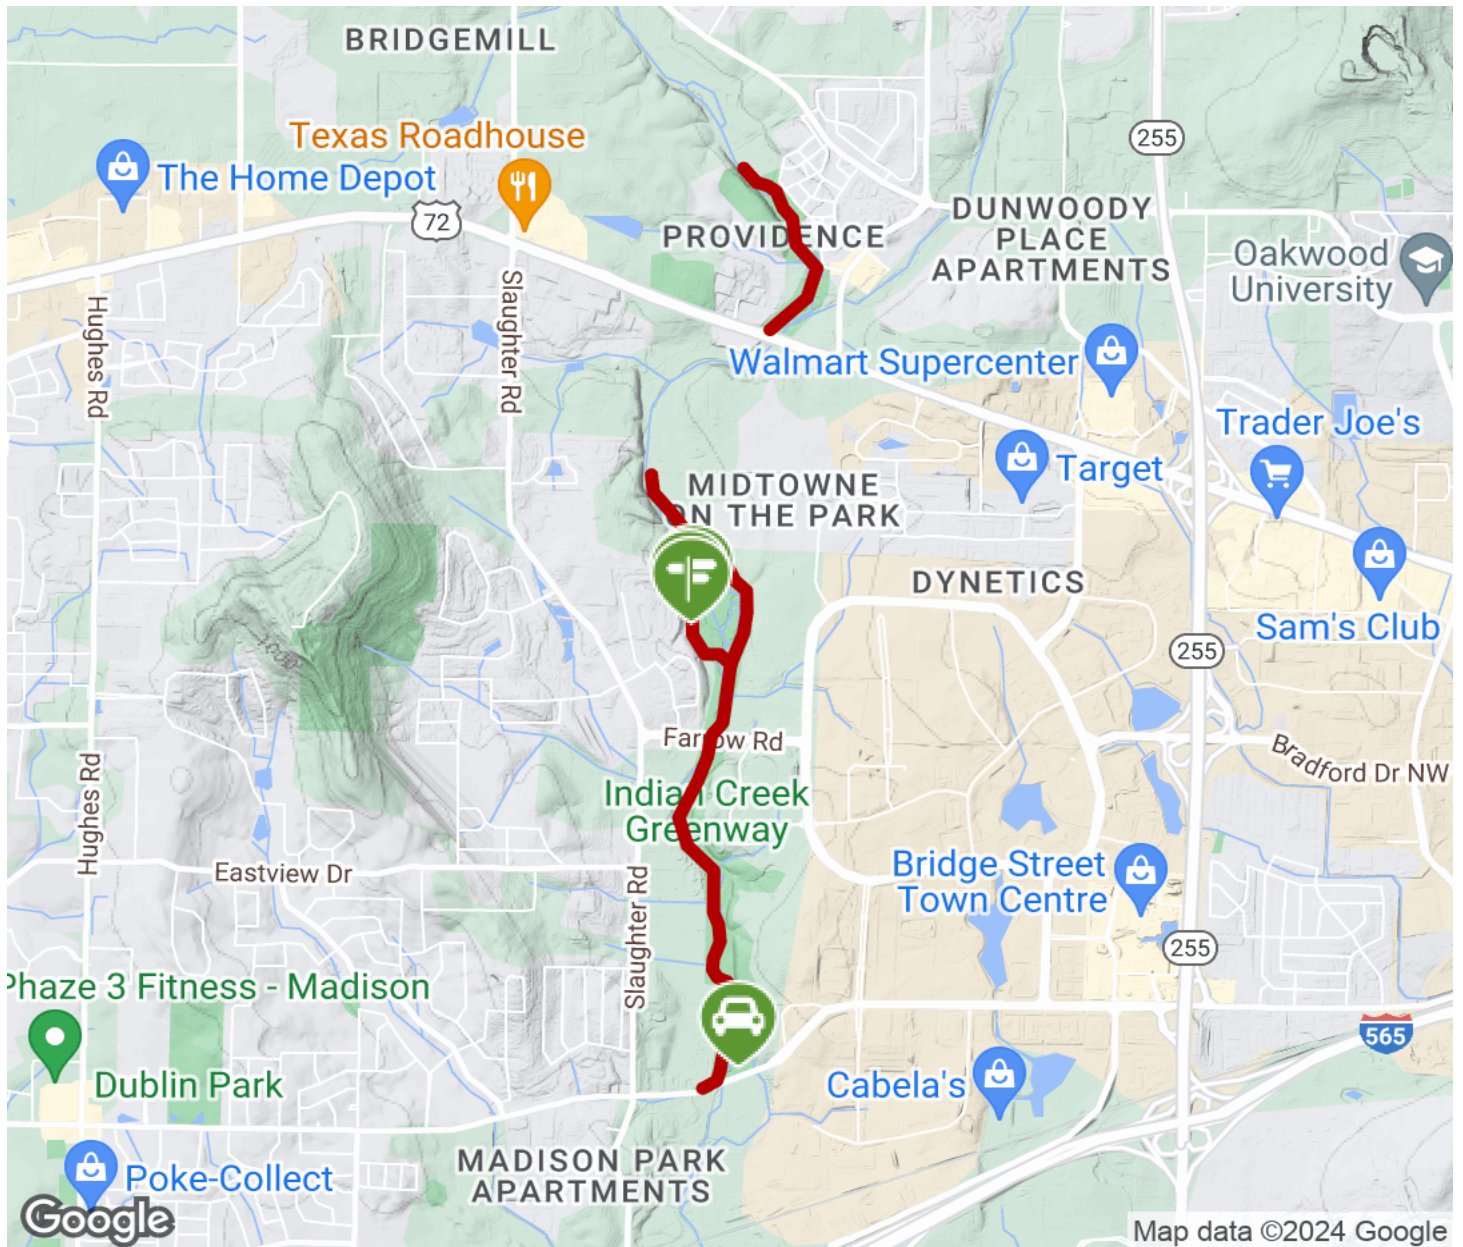 BRIDGEMILL
Texas Roadhouse
The Home Depot
72
255
PROVIDENCE
DUNWOODY
PLACE
APARTMENTS
Oakwood
University
Hughes Rd
Slaughter Rd
Walmart Supercenter
Target
Trader Joe's
MIDTOWNE
ON THE PARK
DYNETICS
Sam's Club
255
Farrow Rd
Bradford Dr NW
Indian Creek
Greenway
Hughes Rd
Eastview Dr
Slaughter Rd
Bridge Street
Town Centre
255
Phaze 3 Fitness - Madison
565
Dublin Park
Cabela's
MADISON PARK
APARTMENTS
Poke-Collect
Google
Map data ©2024 Google